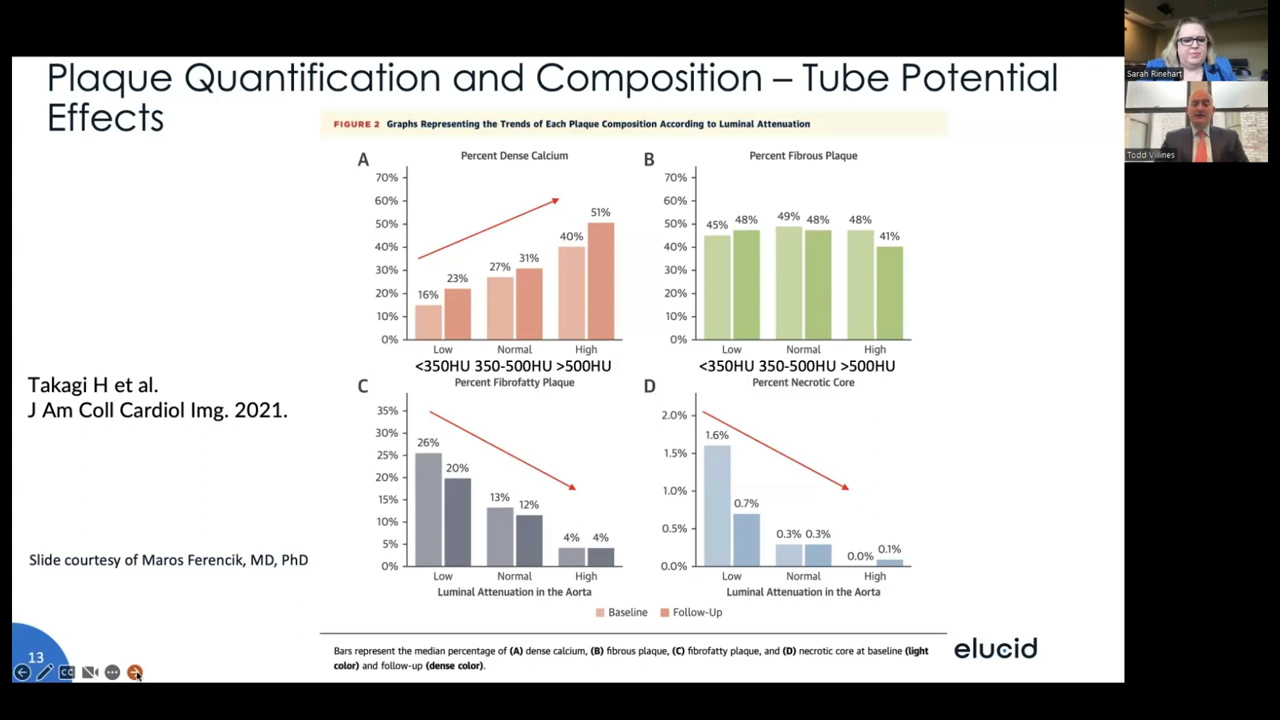 Plaque Quantification and Composition – Tube Potential
Effects
Sarah Rinehart
Todd Villines
FIGURE 2 Graphs Representing the Trends of Each Plaque Composition According to Luminal Attenuation
A
Percent Dense Calcium
70%
60%
50%
40%
30%
20%
10%
0%
16%
23%
27%
31%
40%
51%
Low Normal High
<350HU 350-500HU >500HU
B
Percent Fibrous Plaque
70%
60%
50%
40%
30%
20%
10%
0%
45%
48%
49%
48%
48%
41%
Low Normal High
<350HU 350-500HU >500HU
Takagi H et al.
J Am Coll Cardiol Img. 2021.
C
Percent Fibrofatty Plaque
35%
30%
25%
20%
15%
10%
5%
0%
26%
20%
13%
12%
4%
4%
Low Normal High
Luminal Attenuation in the Aorta
D
Percent Necrotic Core
2.0%
1.5%
1.0%
0.5%
0.0%
1.6%
0.7%
0.3%
0.3%
0.0%
0.1%
Low Normal High
Luminal Attenuation in the Aorta
Slide courtesy of Maros Ferencik, MD, PhD
Baseline Follow-Up
Bars represent the median percentage of (A) dense calcium, (B) fibrous plaque, (C) fibrofatty plaque, and (D) necrotic core at baseline (light
color) and follow-up (dense color).
elucid
13
CC